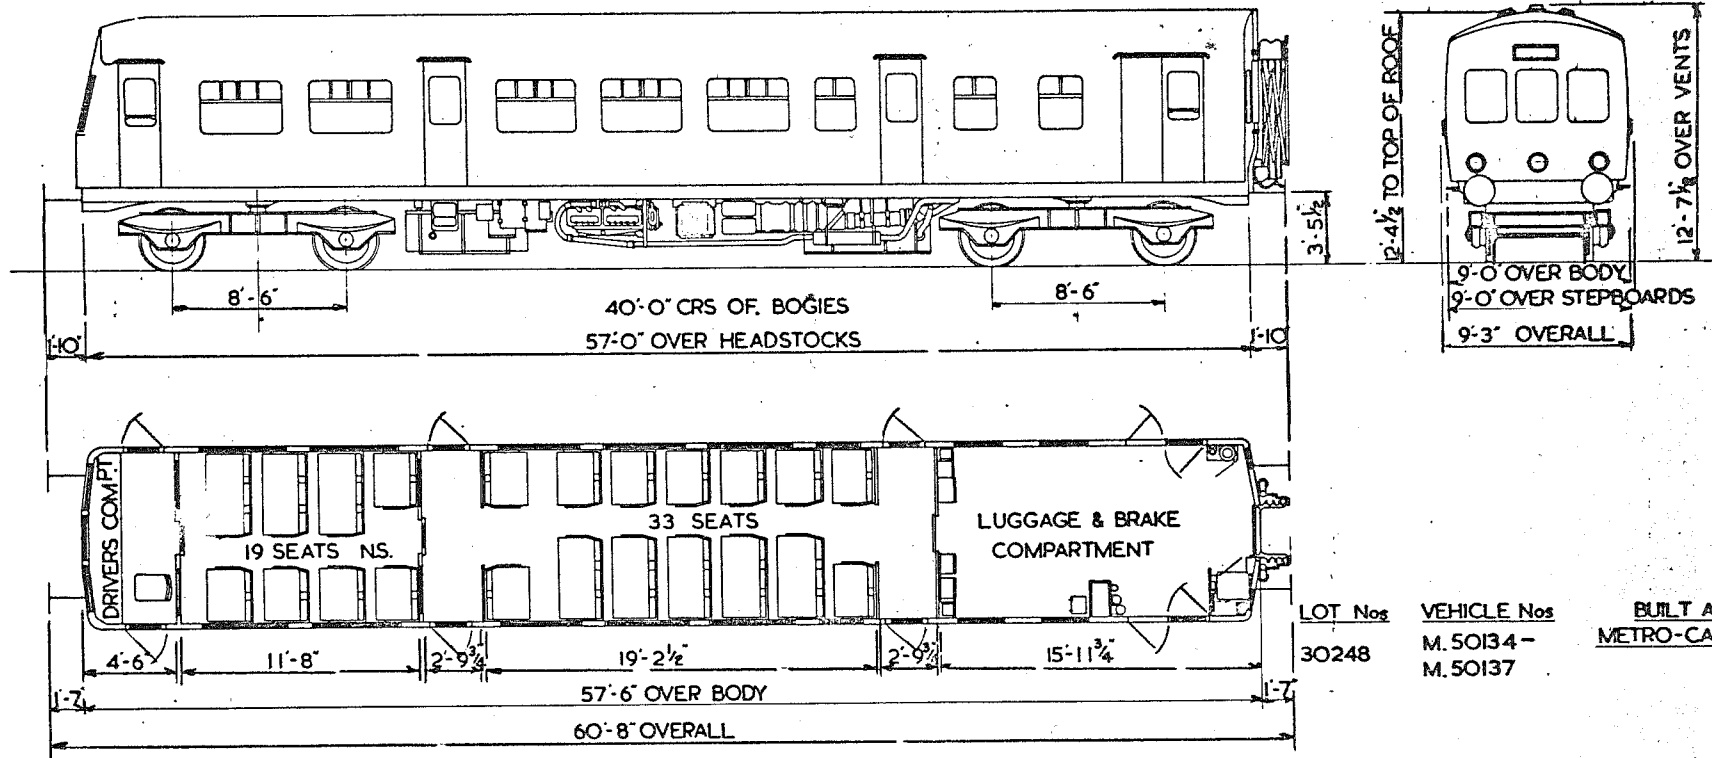 12'-4½" TO TOP OF ROOF
12'-7⅛" OVER VENTS
3'-5½"
8'-6"
40'-0" CRS OF. BOGIES
8'-6"
9'-0" OVER BODY
9'-0" OVER STEPBOARDS
1'-10"
57'-0" OVER HEADSTOCKS
1'-10
9'-3" OVERALL
DRIVERS COMPT.
19 SEATS NS.
33 SEATS
LUGGAGE & BRAKE
COMPARTMENT
LOT Nos VEHICLE Nos BUILT A
30248 M.50134- METRO-CA
M.50137
4'-6" 11'-8" 2'-9¾" 19'-2½" 2'-9¾" 15'-11¾"
1'-7" 57'-6" OVER BODY 1'-7"
60'-8" OVERALL